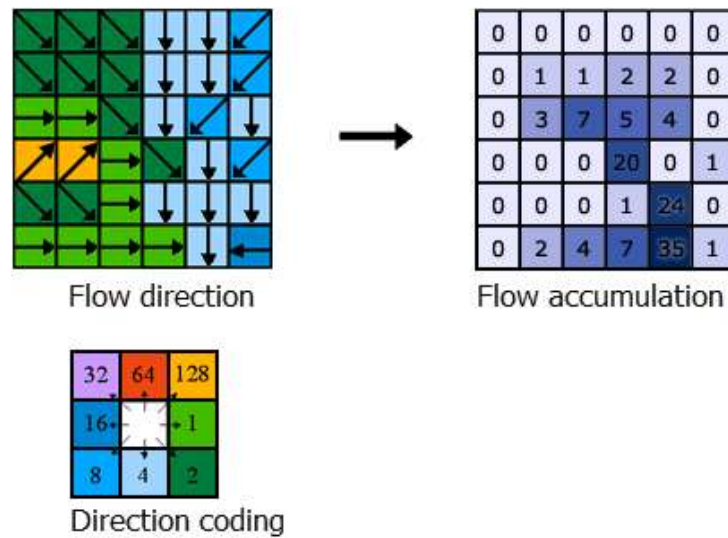 0 0 0 0 0 0
0 1 1 2 2 0
0 3 7 5 4 0
0 0 0 20 0 1
0 0 0 1 24 0
0 2 4 7 35 1
Flow direction Flow accumulation
32 64 128
16 1
8 4 2
Direction coding